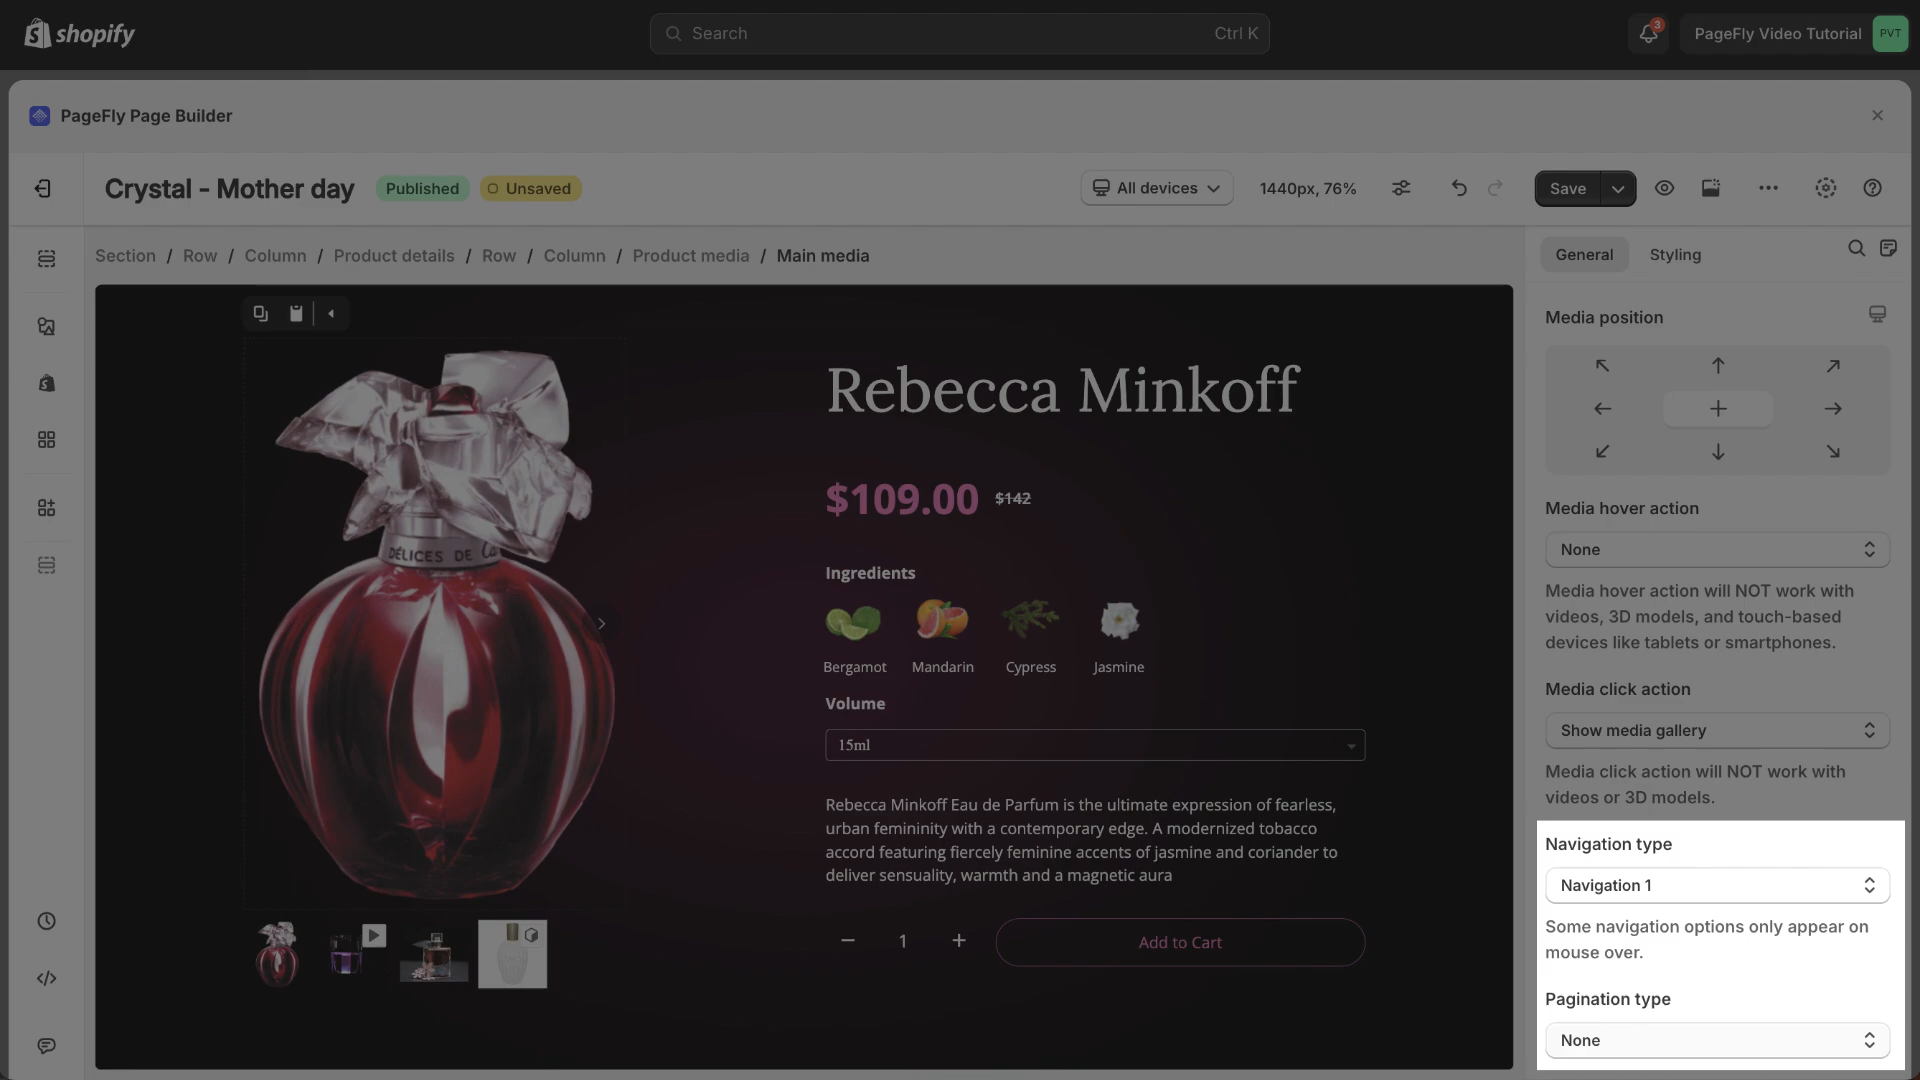 shopify
Search
Ctrl K
3
PageFly Video Tutorial
PVT
PageFly Page Builder
Crystal - Mother day
Published
Unsaved
All devices
1440px, 76%
Save
Section / Row / Column / Product details / Row / Column / Product media / Main media
General
Styling
Media position
Media hover action
None
Media hover action will NOT work with
videos, 3D models, and touch-based
devices like tablets or smartphones.
Media click action
Show media gallery
Media click action will NOT work with
videos or 3D models.
Navigation type
Navigation 1
Some navigation options only appear on
mouse over.
Pagination type
None
DÉLICES DE
Rebecca Minkoff
$109.00
$142
Ingredients
Bergamot
Mandarin
Cypress
Jasmine
Volume
15ml
Rebecca Minkoff Eau de Parfum is the ultimate expression of fearless,
urban femininity with a contemporary edge. A modernized tobacco
accord featuring fiercely feminine accents of jasmine and coriander to
deliver sensuality, warmth and a magnetic aura
1
Add to Cart